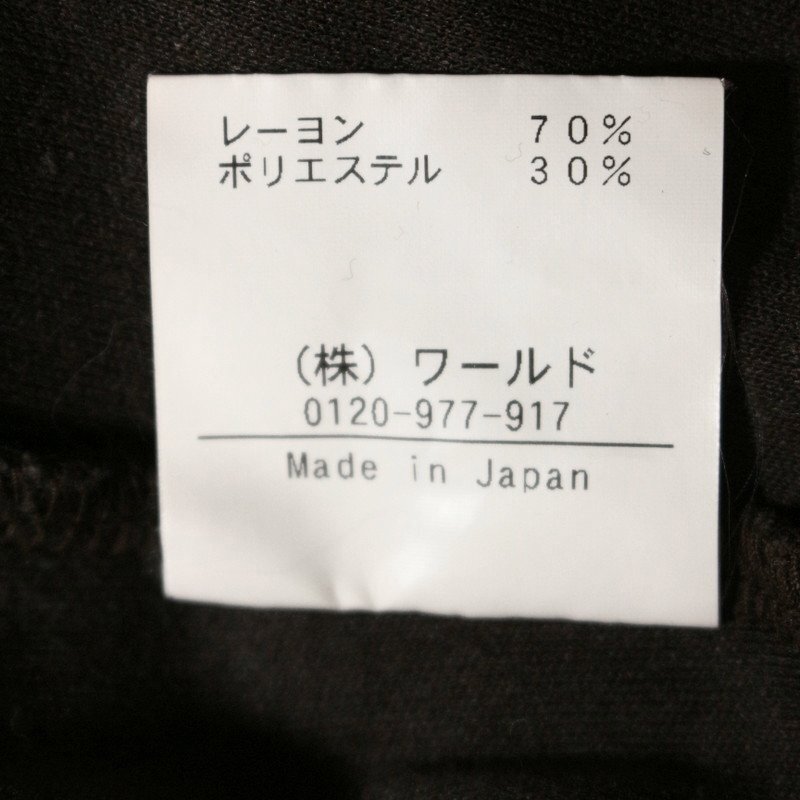 レーヨン 70%
ポリエステル 30%
(株) ワールド
0120-977-917
Made in Japan